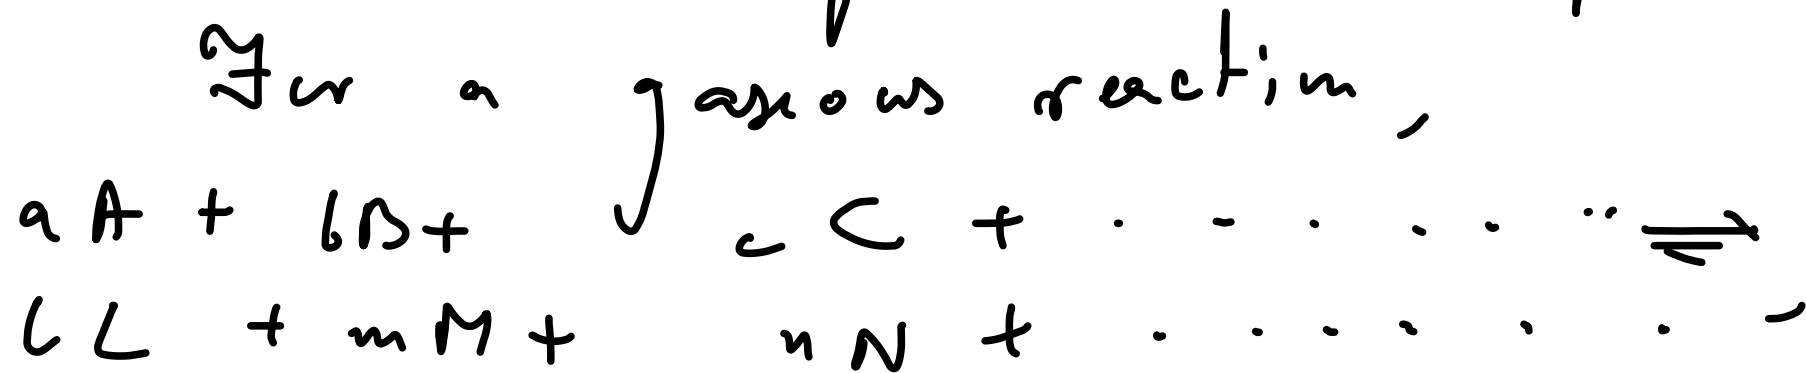 For a gaseous reaction,
aA + bB + cC + . . . . . . . ⇌
lL + mM + nN + . . . . . . ,